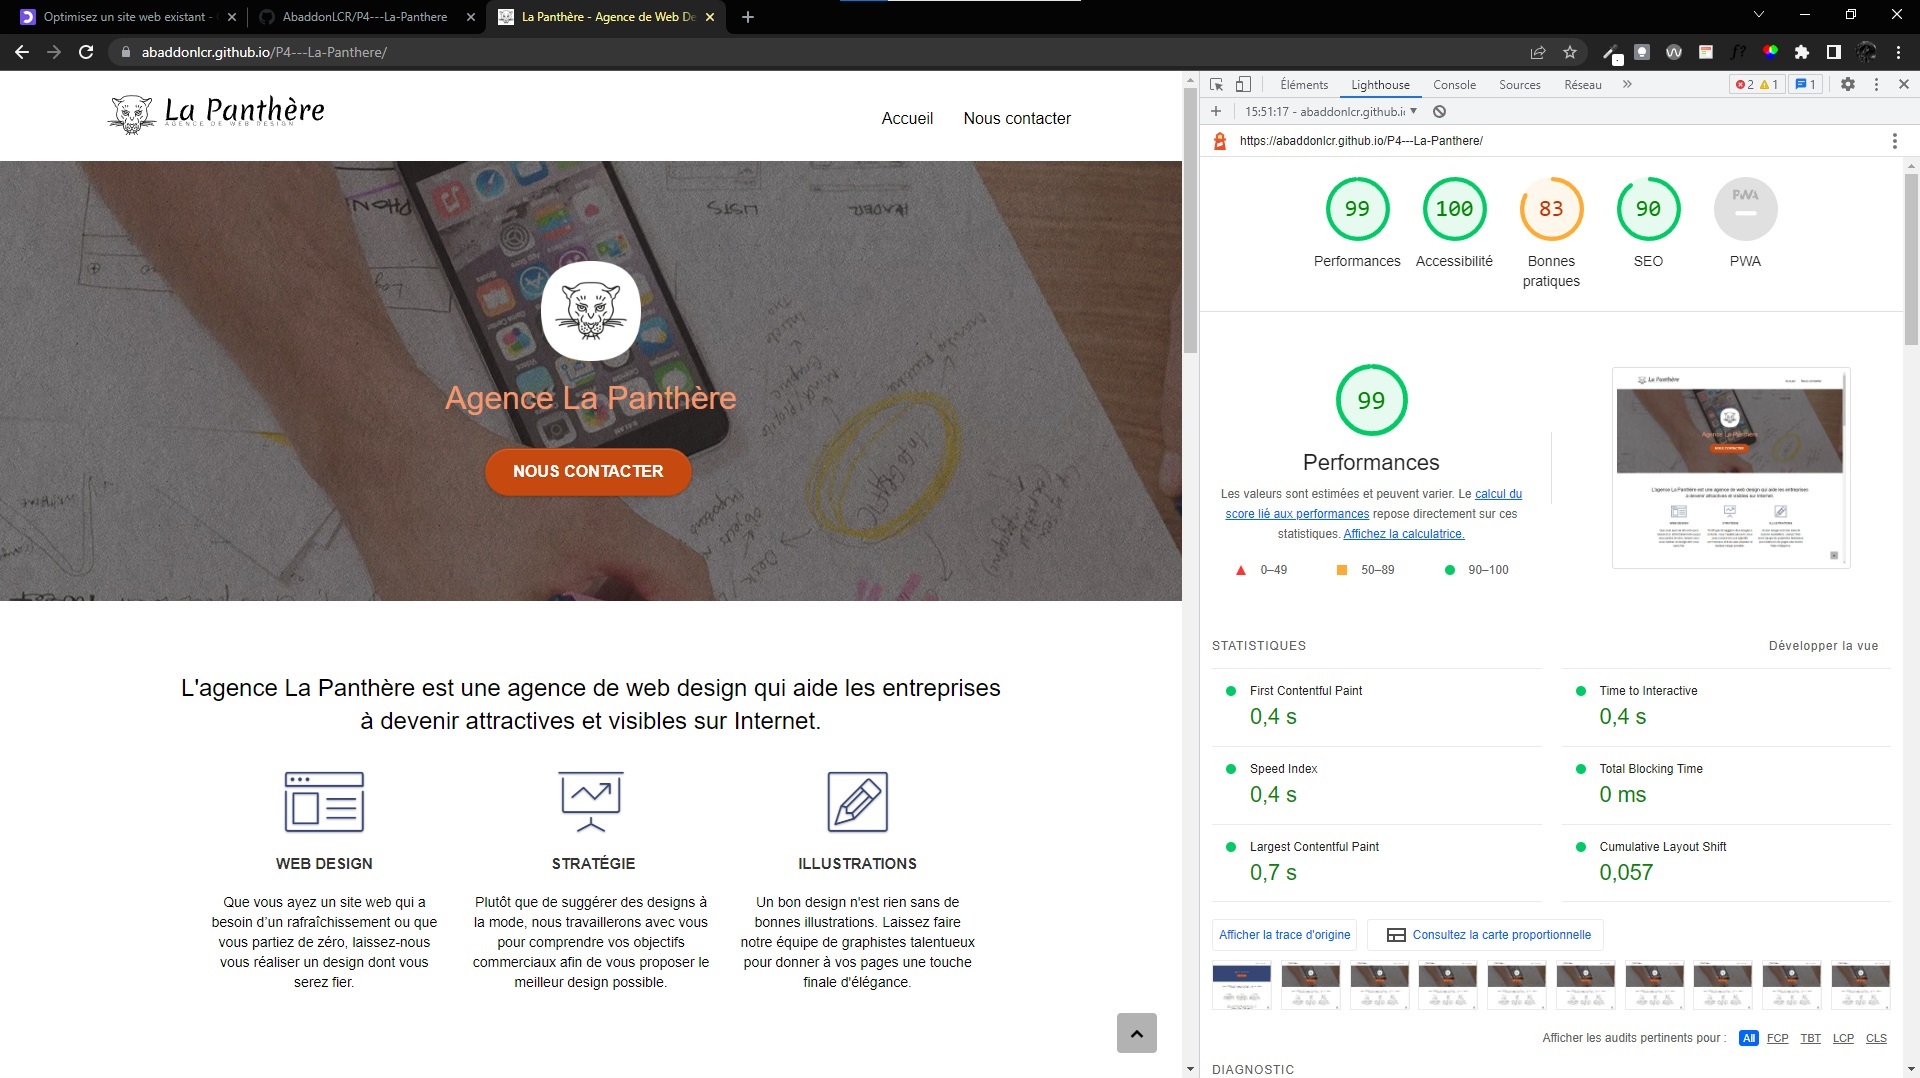 Optimisez un site web existant -
AbaddonLCR/P4---La-Panthere
La Panthère - Agence de Web De
abaddonlcr.github.io/P4---La-Panthere/
La Panthère
AGENCE DE WEB DESIGN
Accueil
Nous contacter
LISTS
HEADER
Agence La Panthère
NOUS CONTACTER
L'agence La Panthère est une agence de web design qui aide les entreprises
à devenir attractives et visibles sur Internet.
WEB DESIGN
Que vous ayez un site web qui a
besoin d’un rafraîchissement ou que
vous partiez de zéro, laissez-nous
vous réaliser un design dont vous
serez fier.
STRATÉGIE
Plutôt que de suggérer des designs à
la mode, nous travaillerons avec vous
pour comprendre vos objectifs
commerciaux afin de vous proposer le
meilleur design possible.
ILLUSTRATIONS
Un bon design n'est rien sans de
bonnes illustrations. Laissez faire
notre équipe de graphistes talentueux
pour donner à vos pages une touche
finale d'élégance.
Éléments
Lighthouse
Console
Sources
Réseau
2
1
1
15:51:17 - abaddonlcr.github.i
https://abaddonlcr.github.io/P4---La-Panthere/
99
100
83
90
PWA
Performances
Accessibilité
Bonnes
pratiques
SEO
PWA
99
Performances
Les valeurs sont estimées et peuvent varier. Le calcul du
score lié aux performances repose directement sur ces
statistiques. Affichez la calculatrice.
0–49
50–89
90–100
STATISTIQUES
Développer la vue
First Contentful Paint
0,4 s
Time to Interactive
0,4 s
Speed Index
0,4 s
Total Blocking Time
0 ms
Largest Contentful Paint
0,7 s
Cumulative Layout Shift
0,057
Afficher la trace d'origine
Consultez la carte proportionnelle
Afficher les audits pertinents pour :
All
FCP
TBT
LCP
CLS
DIAGNOSTIC